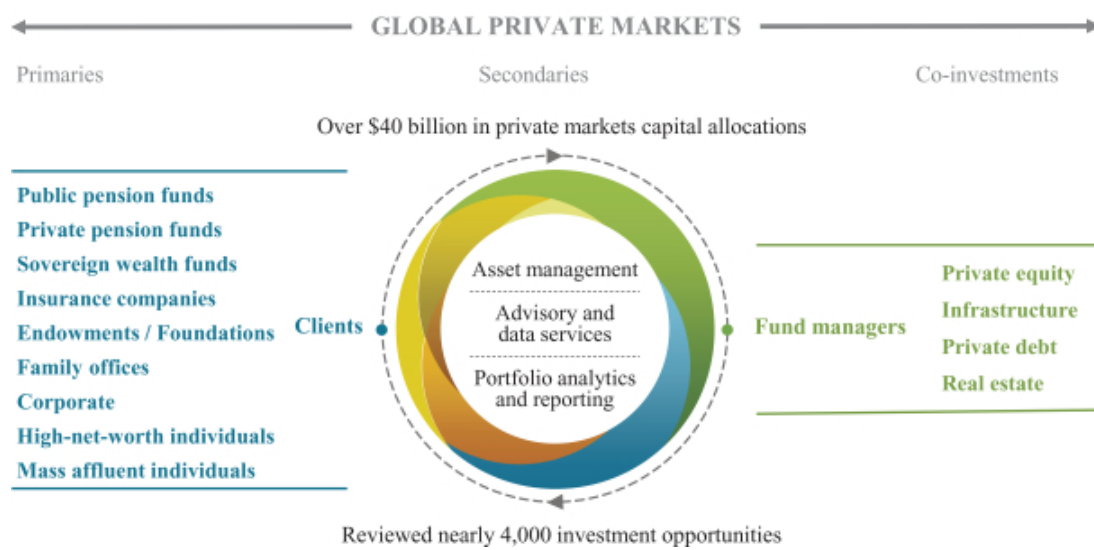 GLOBAL PRIVATE MARKETS
Primaries
Secondaries
Co-investments
Over $40 billion in private markets capital allocations
Public pension funds
Private pension funds
Sovereign wealth funds
Insurance companies
Endowments / Foundations
Family offices
Corporate
High-net-worth individuals
Mass affluent individuals
Clients
Asset management
Advisory and
data services
Portfolio analytics
and reporting
Fund managers
Private equity
Infrastructure
Private debt
Real estate
Reviewed nearly 4,000 investment opportunities